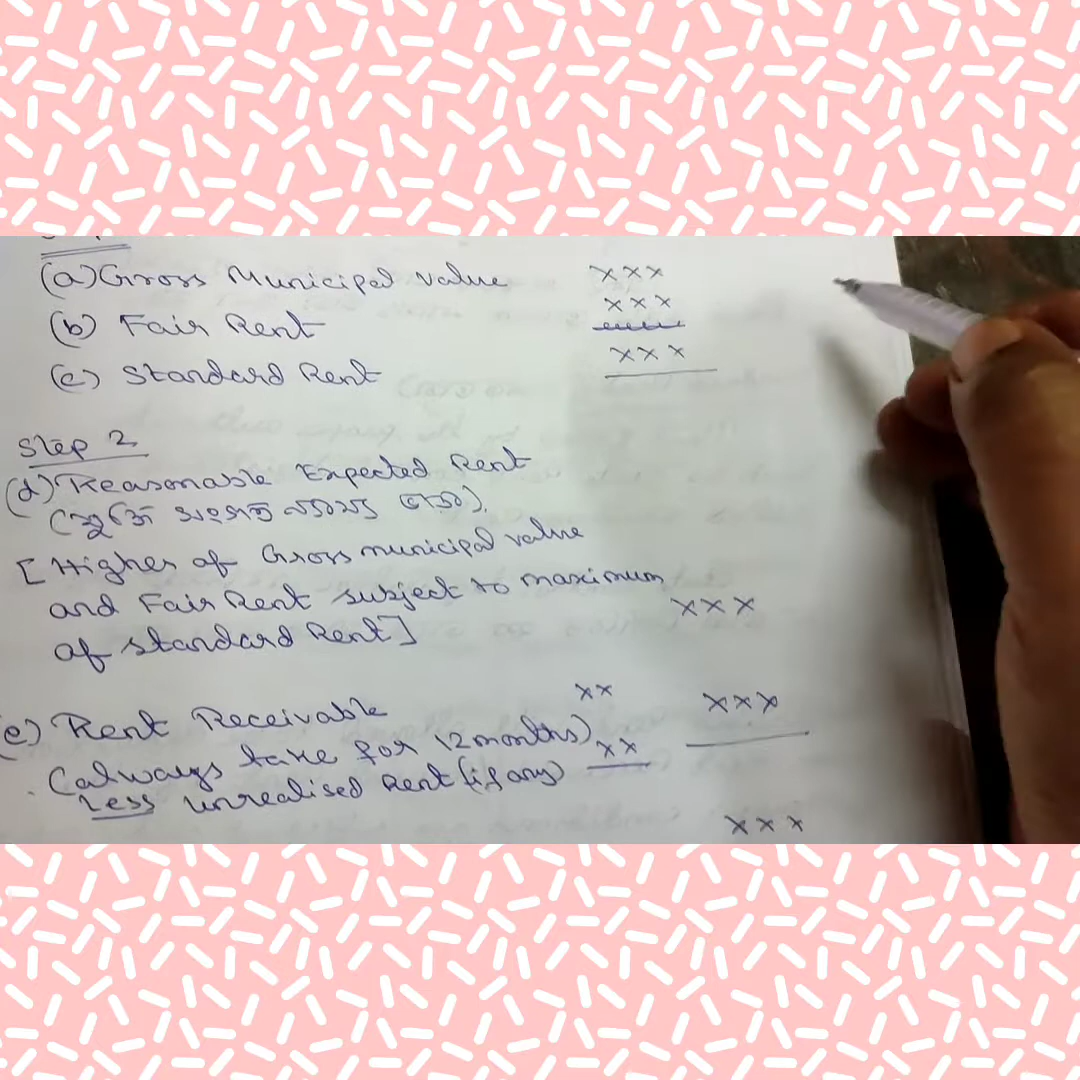 (a) Gross Municipal value xxx
(b) Fair Rent xxx
(c) Standard Rent xxx
Step 2
(d) Reasonable Expected Rent
[Higher of Gross municipal value
and Fair Rent subject to maximum
of standard Rent] xxx
(e) Rent Receivable xx xxx
(always take for 12 months)
Less unrealised Rent (if any) xx
xxx